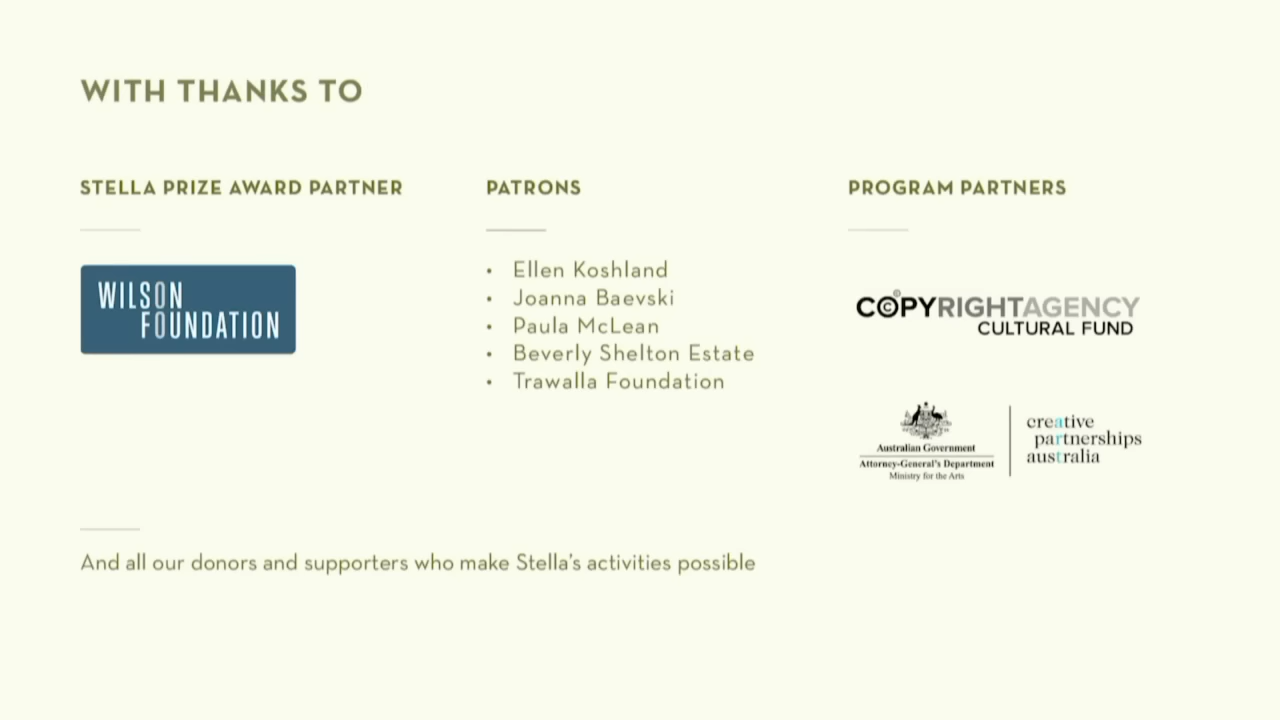 WITH THANKS TO
STELLA PRIZE AWARD PARTNER
WILSON
FOUNDATION
PATRONS
• Ellen Koshland
• Joanna Baevski
• Paula McLean
• Beverly Shelton Estate
• Trawalla Foundation
PROGRAM PARTNERS
COPYRIGHTAGENCY
CULTURAL FUND
Australian Government
Attorney-General's Department
Ministry for the Arts
creative
partnerships
australia
And all our donors and supporters who make Stella's activities possible